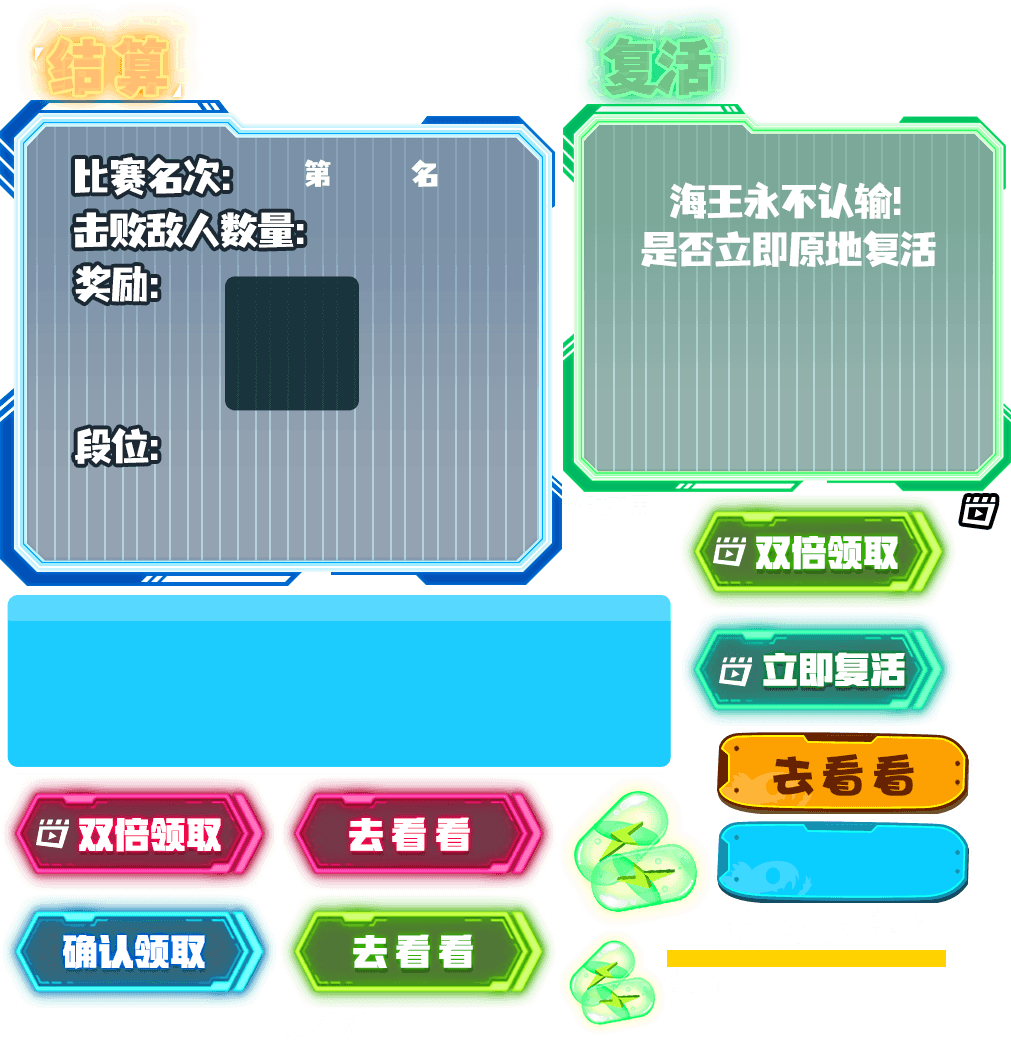 结算
比赛名次: 第 名
击败敌人数量:
奖励:
段位:
复活
海王永不认输!
是否立即原地复活
双倍领取
立即复活
去看看
双倍领取
去看看
确认领取
去看看